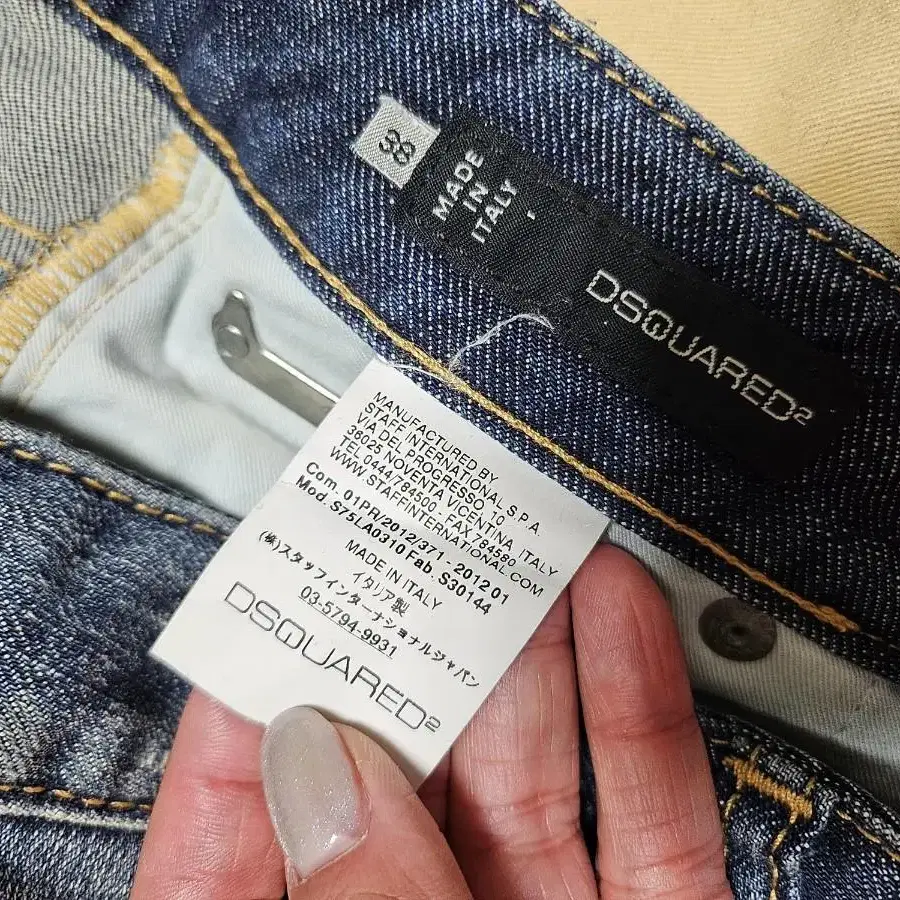 38
MADE
IN
ITALY
DSQUARED2
MANUFACTURED BY
STAFF INTERNATIONAL S.P.A.
VIA DEL PROGRESSO 10
36025 NOVENTA VICENTINA, ITALY
TEL.0444/784500 - FAX 784580
WWW.STAFFINTERNATIONAL.COM
Com. 01PR/2012/371 - 2012 01
Mod. S75LA0310 Fab. S30144
MADE IN ITALY
イタリア製
(株)スタッフインターナショナルジャパン
03-5794-9931
DSQUARED2